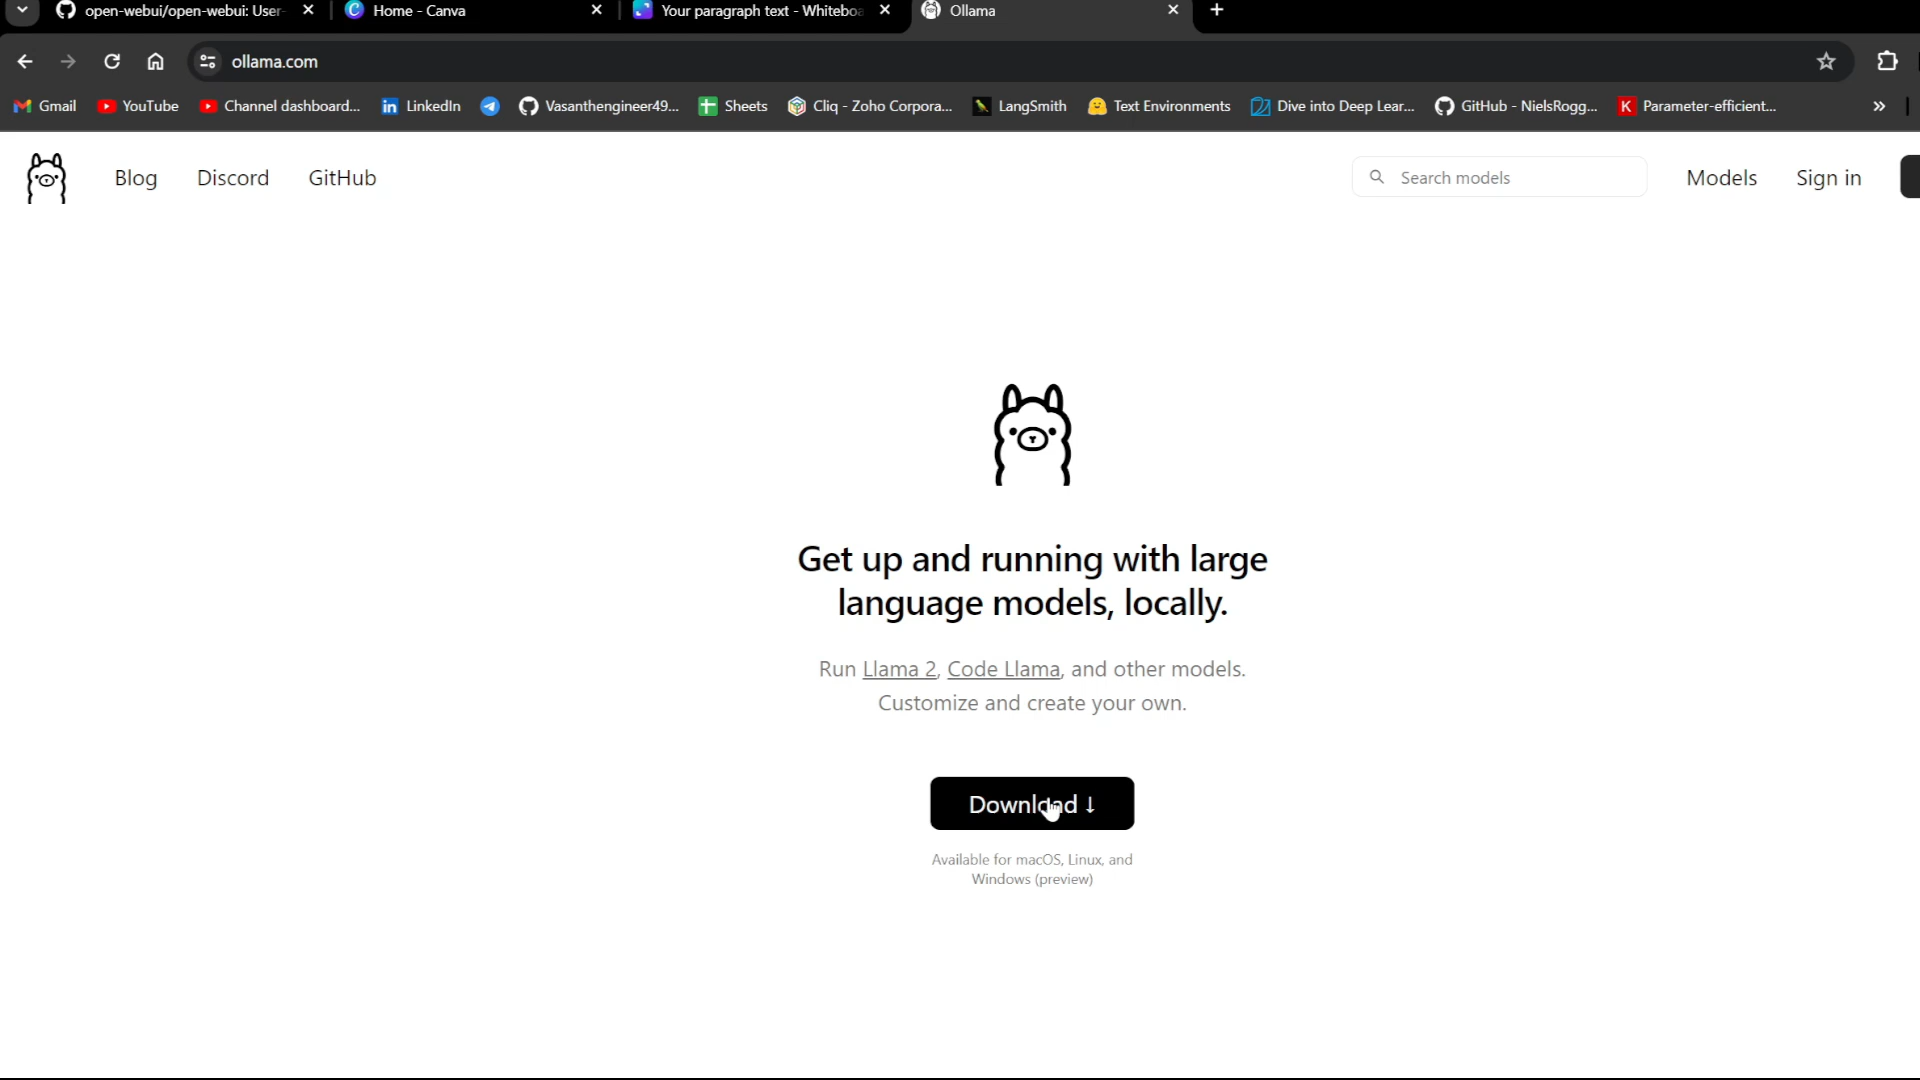 open-webui/open-webui: User- Home - Canva Your paragraph text - Whiteboa Ollama
ollama.com
Gmail YouTube Channel dashboard... LinkedIn Vasanthengineer49... Sheets Cliq - Zoho Corpora... LangSmith Text Environments Dive into Deep Lear... GitHub - NielsRogg... K Parameter-efficient...
Blog Discord GitHub Search models Models Sign in
Get up and running with large
language models, locally.
Run Llama 2, Code Llama, and other models.
Customize and create your own.
Download ↓
Available for macOS, Linux, and
Windows (preview)